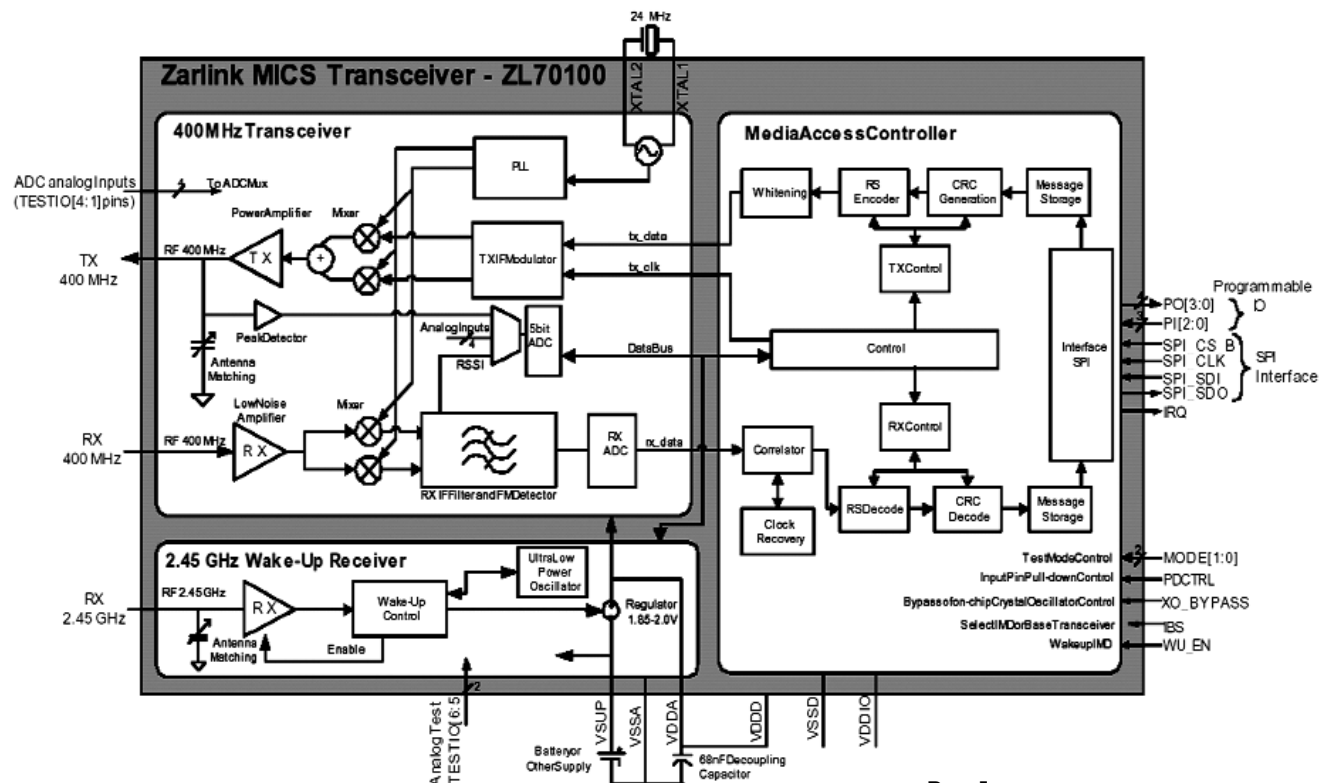 24 MHz
Zarlink MICS Transceiver - ZL70100
XTAL2
XTAL1
400MHzTransceiver
MediaAccessController
PLL
ADC analogInputs
(TESTIO[4:1]pins)
4
ToADCMux
PowerAmplifier
Mixer
Whitening
RS
Encoder
CRC
Generation
Message
Storage
TX
400 MHz
RF 400 MHz
TX
+
TXIFModulator
tx_data
tx_clk
TXControl
PeakDetector
AnalogInputs
4
5bit
ADC
RSSI
DataBus
Control
Interface
SPI
4
PO[3:0]
3
PI[2:0]
Programmable
IO
SPI_CS_B
SPI_CLK
SPI_SDI
SPI_SDO
IRQ
SPI
Interface
Antenna
Matching
LowNoise
Amplifier
Mixer
RX
400 MHz
RF 400 MHz
RX
RXIFFilterandFMDetector
RX
ADC
rx_data
RXControl
Correlator
Clock
Recovery
RSDecode
CRC
Decode
Message
Storage
2.45 GHz Wake-Up Receiver
UltraLow
Power
Oscillator
RX
2.45 GHz
RF 2.45GHz
RX
Wake-Up
Control
Regulator
1.85-2.0V
Antenna
Matching
Enable
TestModeControl
2
MODE[1:0]
InputPinPull-downControl
PDCTRL
Bypassofon-chipCrystalOscillatorControl
XO_BYPASS
SelectIMDorBaseTransceiver
IBS
WakeupIMD
WU_EN
2
AnalogTest
TESTIO[6:5]
VSUP
VSSA
VDDA
VDDD
VSSD
VDDIO
Batteryor
OtherSupply
68nFDecoupling
Capacitor